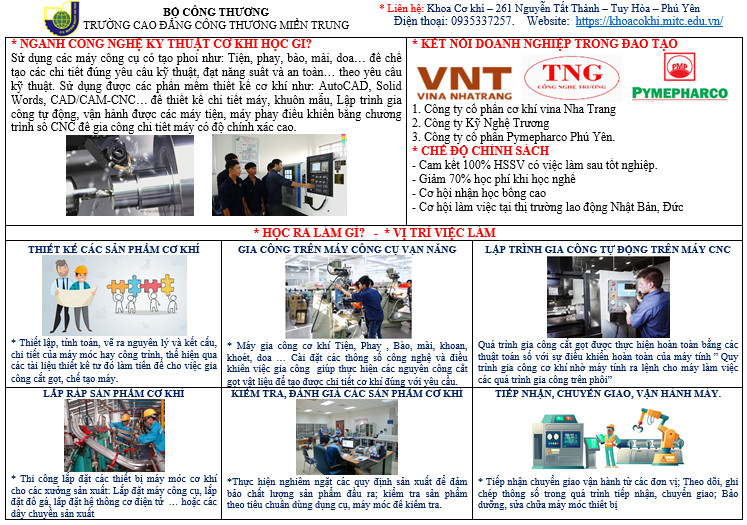 BỘ CÔNG THƯƠNG
TRƯỜNG CAO ĐẲNG CÔNG THƯƠNG MIỀN TRUNG
* Liên hệ: Khoa Cơ khí – 261 Nguyễn Tất Thành – Tuy Hòa – Phú Yên
Điện thoại: 0935337257. Website: https://khoacokhi.mitc.edu.vn/
* NGÀNH CÔNG NGHỆ KỸ THUẬT CƠ KHÍ HỌC GÌ?
Sử dụng các máy công cụ có tạo phoi như: Tiện, phay, bào, mài, doa… để chế
tạo các chi tiết đúng yêu cầu kỹ thuật, đạt năng suất và an toàn… theo yêu cầu
kỹ thuật. Sử dụng được các phần mềm thiết kế cơ khí như: AutoCAD, Solid
Words, CAD/CAM-CNC… để thiết kế chi tiết máy, khuôn mẫu, Lập trình gia
công tự động, vận hành được các máy tiện, máy phay điều khiển bằng chương
trình số CNC để gia công chi tiết máy có độ chính xác cao.
* KẾT NỐI DOANH NGHIỆP TRONG ĐÀO TẠO
VNT
VINA NHATRANG
TNG
CÔNG NGHỆ TRƯƠNG
PMP
PYMEPHARCO
1. Công ty cổ phần cơ khí vina Nha Trang
2. Công ty Kỹ Nghệ Trương
3. Công ty cổ phần Pymepharco Phú Yên.
* CHẾ ĐỘ CHÍNH SÁCH
- Cam kết 100% HSSV có việc làm sau tốt nghiệp.
- Giảm 70% học phí khi học nghề
- Cơ hội nhận học bổng cao
- Cơ hội làm việc tại thị trường lao động Nhật Bản, Đức
* HỌC RA LÀM GÌ? - * VỊ TRÍ VIỆC LÀM
THIẾT KẾ CÁC SẢN PHẨM CƠ KHÍ
* Thiết lập, tính toán, vẽ ra nguyên lý và kết cấu,
chi tiết của máy móc hay công trình, thể hiện qua
các tài liệu thiết kế từ đó làm tiền đề cho việc gia
công cắt gọt, chế tạo máy.
GIA CÔNG TRÊN MÁY CÔNG CỤ VẠN NĂNG
* Máy gia công cơ khí Tiện, Phay , Bào, mài, khoan,
khoét, doa … Cài đặt các thông số công nghệ và điều
khiển việc gia công giúp thực hiện các nguyên công cắt
gọt vật liệu để tạo được chi tiết cơ khí đúng với yêu cầu.
LẬP TRÌNH GIA CÔNG TỰ ĐỘNG TRÊN MÁY CNC
Quá trình gia công cắt gọt được thực hiện hoàn toàn bằng các
thuật toán số với sự điều khiển hoàn toàn của máy tính ” Quy
trình gia công cơ khí nhờ máy tính ra lệnh cho máy làm việc
các quá trình gia công trên phôi”
LẮP RÁP SẢN PHẨM CƠ KHÍ
* Thi công lắp đặt các thiết bị máy móc cơ khí
cho các xưởng sản xuất: Lắp đặt máy công cụ, lắp
đặt đồ gá, lắp đặt hệ thống cơ điện tử … hoặc các
dây chuyền sản xuất
KIỂM TRA, ĐÁNH GIÁ CÁC SẢN PHẨM CƠ KHÍ
*Thực hiện nghiêm ngặt các quy định sản xuất để đảm
bảo chất lượng sản phẩm đầu ra; kiểm tra sản phẩm
theo tiêu chuẩn dùng dụng cụ, máy móc để kiểm tra.
TIẾP NHẬN, CHUYỂN GIAO, VẬN HÀNH MÁY.
* Tiếp nhận chuyển giao vận hành từ các đơn vị; Theo dõi, ghi
chép thông số trong quá trình tiếp nhận, chuyển giao; Bảo
dưỡng, sửa chữa máy móc thiết bị